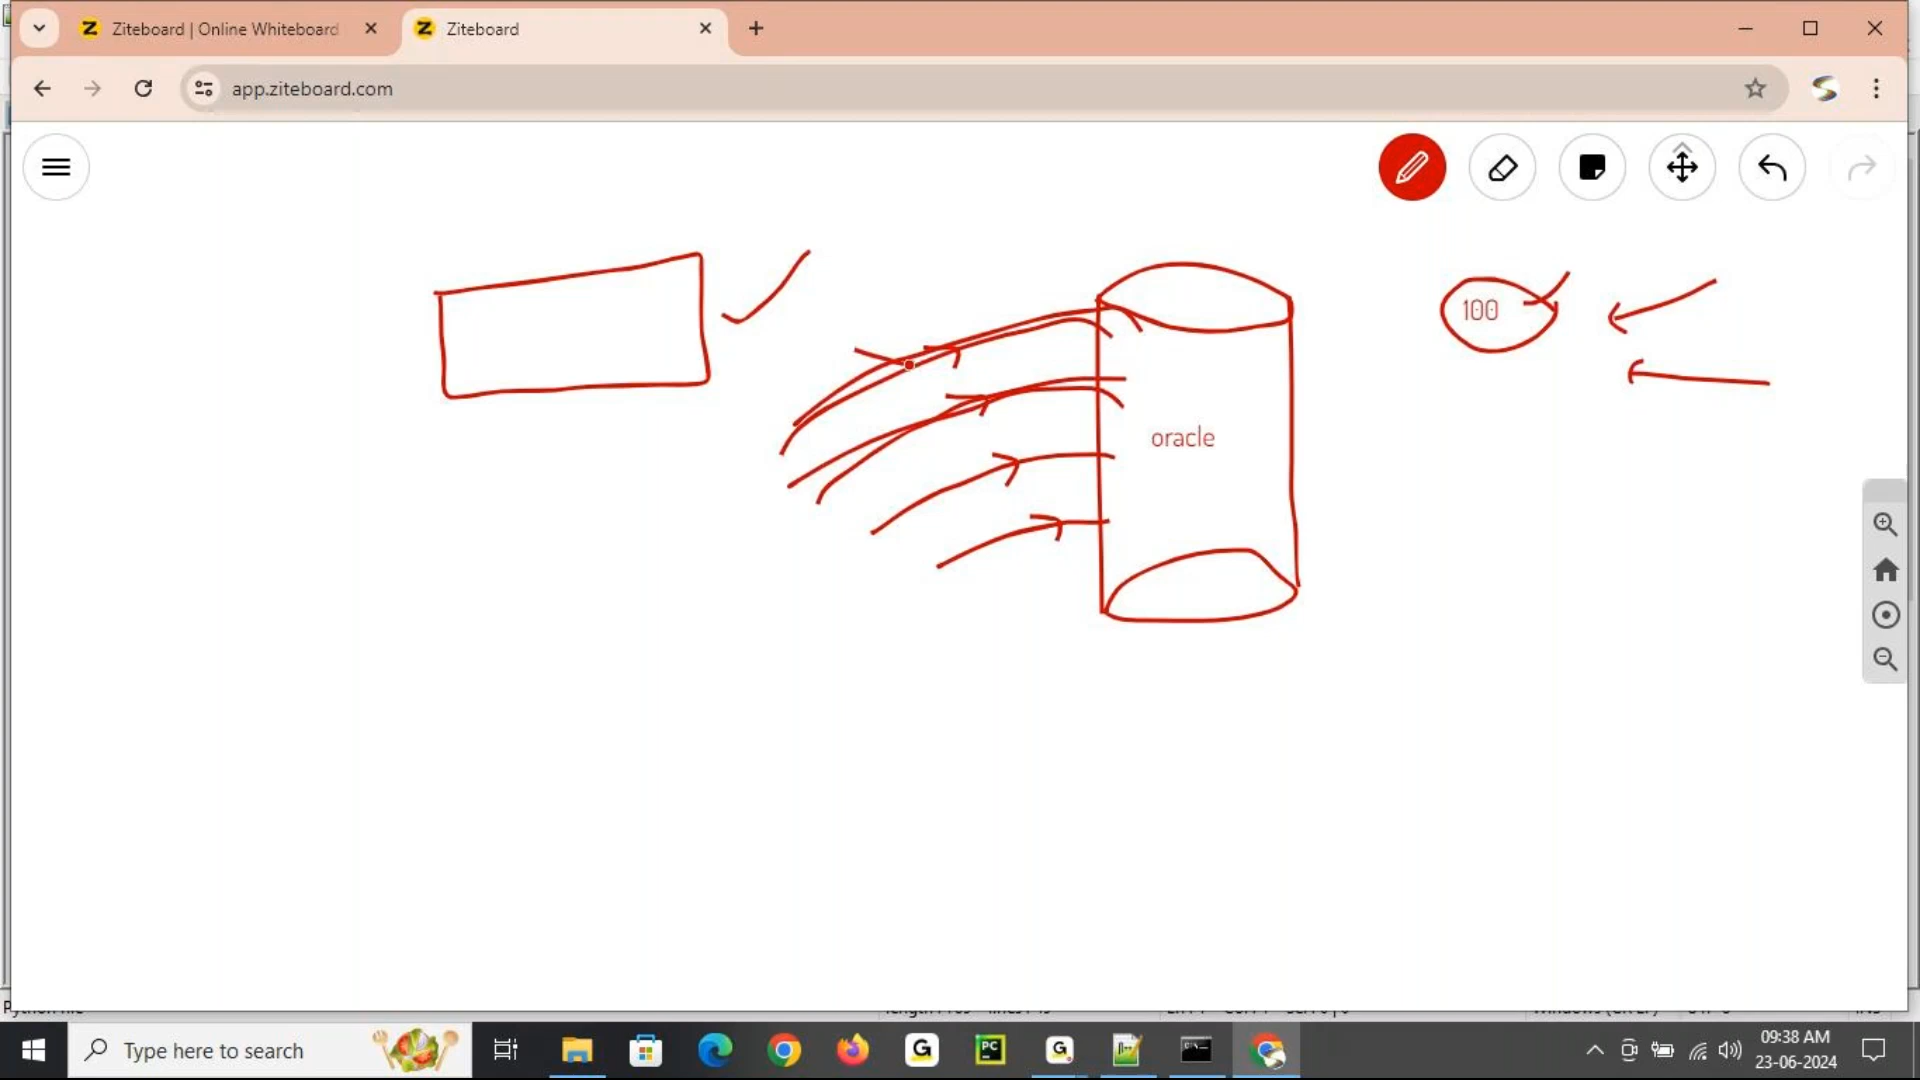 Ziteboard | Online Whiteboard
Ziteboard
app.ziteboard.com
100
oracle
Type here to search
09:38 AM
23-06-2024